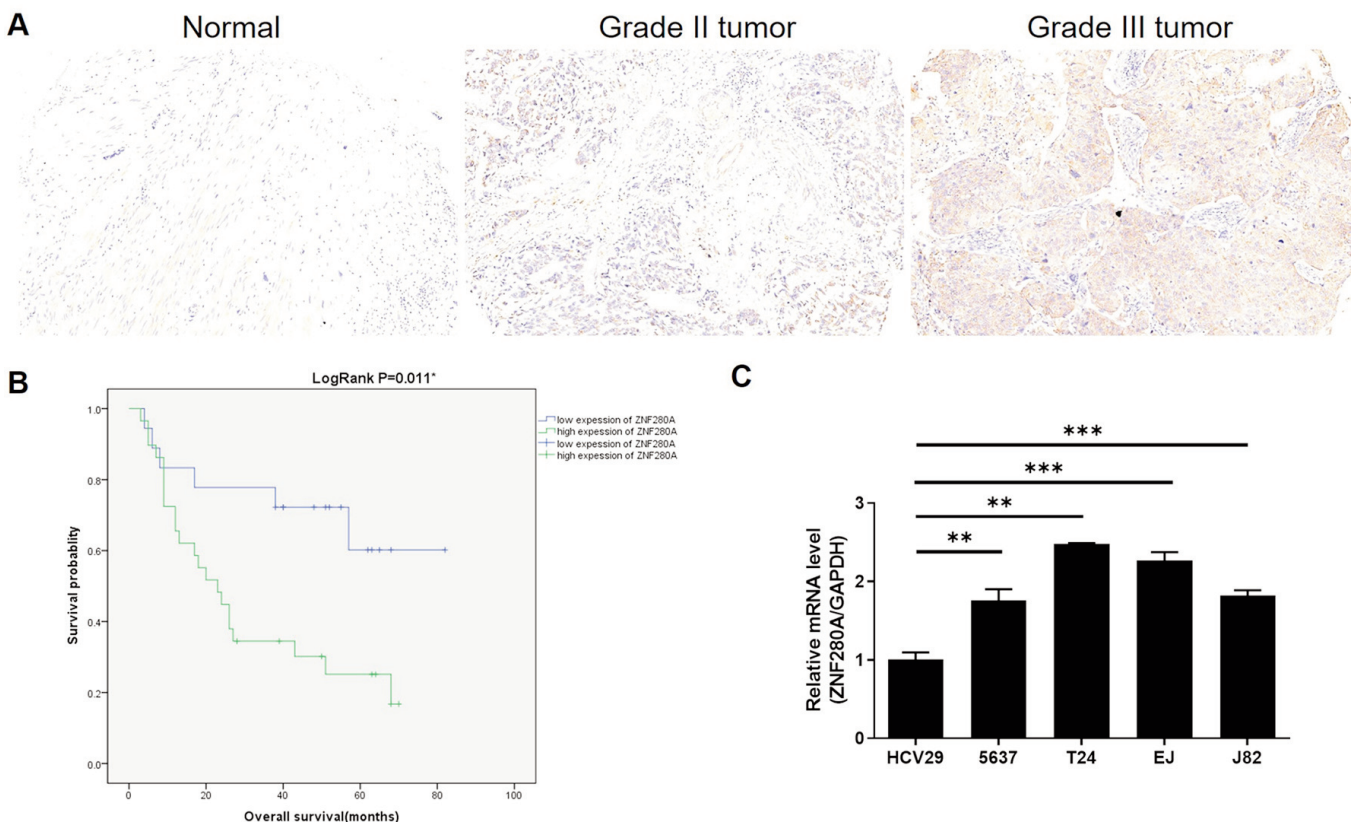 A
Normal
Grade II tumor
Grade III tumor
B
LogRank P=0.011*
Survival probablity
1.0
0.8
0.6
0.4
0.2
0.0
0
20
40
60
80
100
Overall survival(months)
low expession of ZNF280A
high expession of ZNF280A
low expession of ZNF280A
high expession of ZNF280A
C
Relative mRNA level
(ZNF280A/GAPDH)
3
2
1
0
***
***
**
**
HCV29
5637
T24
EJ
J82